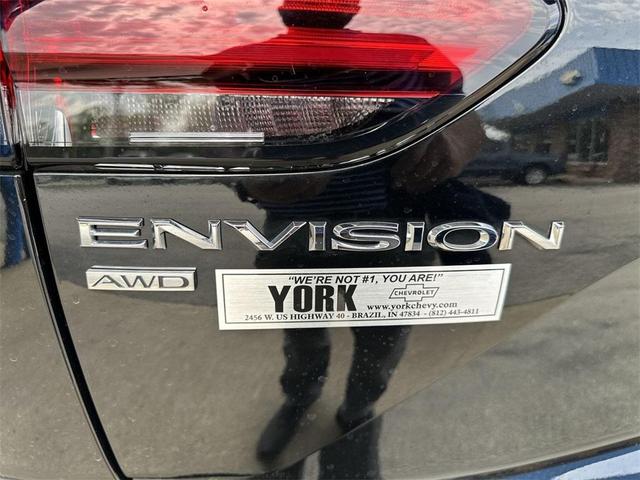 ENVISION
AWD
"WE'RE NOT #1, YOU ARE!"
YORK CHEVROLET
www.yorkchevy.com
2456 W. US HIGHWAY 40 - BRAZIL, IN 47834 - (812) 443-4811